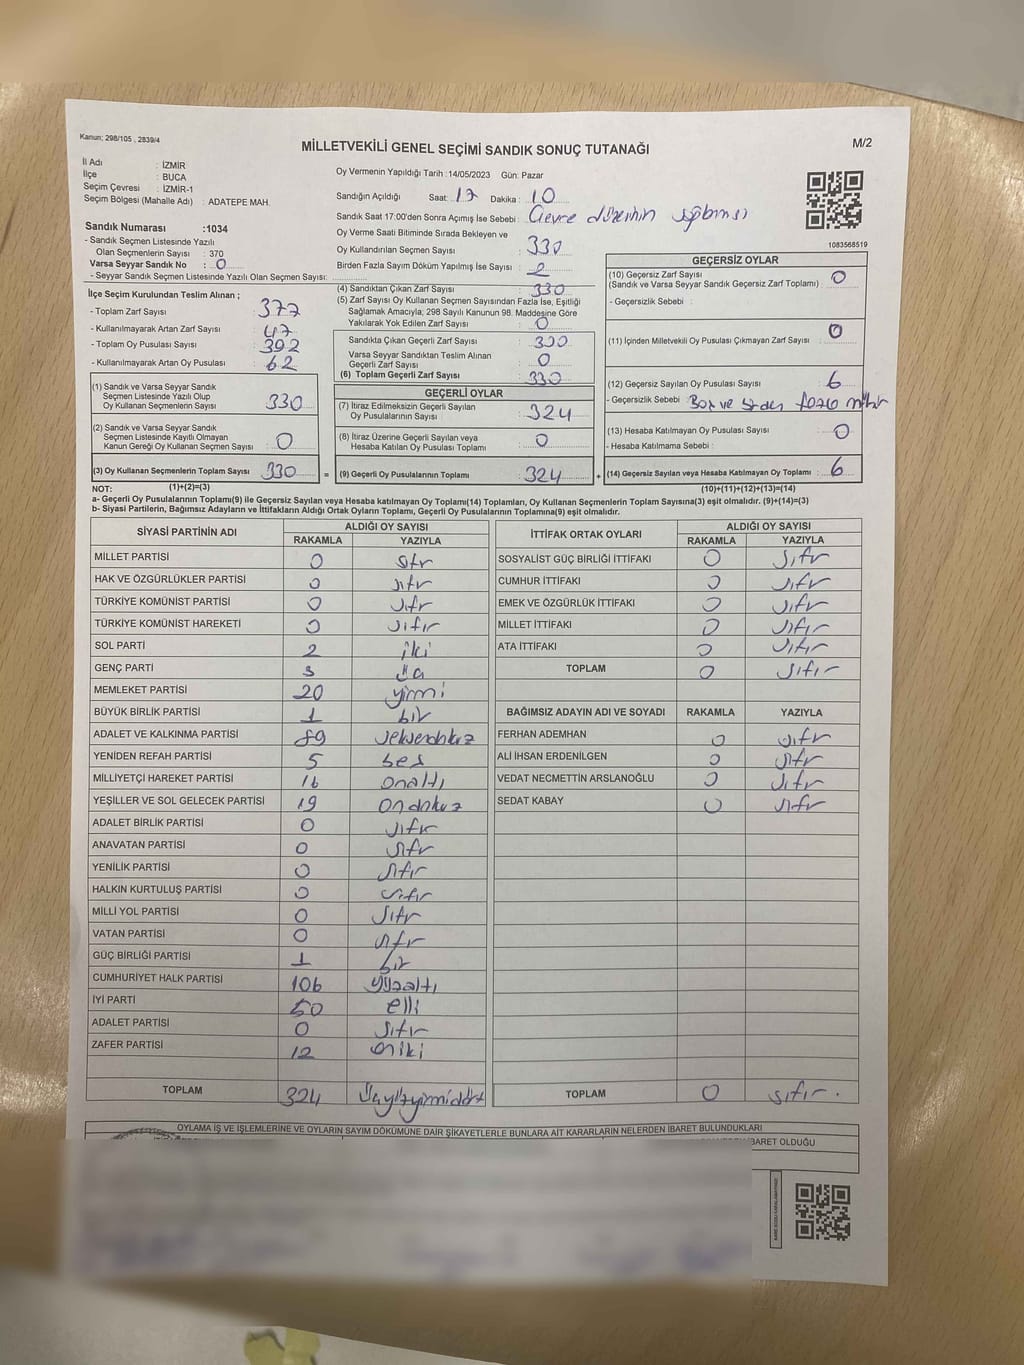 Kanun; 298/105 , 2839/4
MİLLETVEKİLİ GENEL SEÇİMİ SANDIK SONUÇ TUTANAĞI
M/2
İl Adı : İZMİR
İlçe : BUCA
Seçim Çevresi : İZMİR-1
Seçim Bölgesi (Mahalle Adı) : ADATEPE MAH.
Oy Vermenin Yapıldığı Tarih : 14/05/2023 Gün: Pazar
Sandığın Açıldığı Saat: 17 Dakika: 10
Sandık Saat 17:00'den Sonra Açımış İse Sebebi : Çevre düzenin
Oy Verme Saati Bitiminde Sırada Bekleyen ve
Oy Kullandırılan Seçmen Sayısı : 330
Birden Fazla Sayım Döküm Yapılmış İse Sayısı : 2
1083568519
Sandık Numarası :1034
- Sandık Seçmen Listesinde Yazılı
Olan Seçmenlerin Sayısı : 370
Varsa Seyyar Sandık No : 0
- Seyyar Sandık Seçmen Listesinde Yazılı Olan Seçmen Sayısı:
İlçe Seçim Kurulundan Teslim Alınan ;
- Toplam Zarf Sayısı : 377
- Kullanılmayarak Artan Zarf Sayısı : 47
- Toplam Oy Pusulası Sayısı : 392
- Kullanılmayarak Artan Oy Pusulası : 62
(1) Sandık ve Varsa Seyyar Sandık
Seçmen Listesinde Yazılı Olup
Oy Kullanan Seçmenlerin Sayısı : 330
(2) Sandık ve Varsa Seyyar Sandık
Seçmen Listesinde Kayıtlı Olmayan
Kanun Gereği Oy Kullanan Seçmen Sayısı : 0
(3) Oy Kullanan Seçmenlerin Toplam Sayısı : 330
(4) Sandıktan Çıkan Zarf Sayısı : 330
(5) Zarf Sayısı Oy Kullanan Seçmen Sayısından Fazla İse, Eşitliği
Sağlamak Amacıyla; 298 Sayılı Kanunun 98. Maddesine Göre
Yakılarak Yok Edilen Zarf Sayısı : 0
Sandıkta Çıkan Geçerli Zarf Sayısı : 330
Varsa Seyyar Sandıktan Teslim Alınan
Geçerli Zarf Sayısı : 0
(6) Toplam Geçerli Zarf Sayısı : 330
GEÇERLİ OYLAR
(7) İtiraz Edilmeksizin Geçerli Sayılan
Oy Pusulalarının Sayısı : 324
(8) İtiraz Üzerine Geçerli Sayılan veya
Hesaba Katılan Oy Pusulası Sayısı : 0
= (9) Geçerli Oy Pusulalarının Toplamı : 324 +
GEÇERSİZ OYLAR
(10) Geçersiz Zarf Sayısı : 0
(Sandık ve Varsa Seyyar Sandık Geçersiz Zarf Toplamı)
- Geçersizlik Sebebi :
(11) İçinden Milletvekili Oy Pusulası Çıkmayan Zarf Sayısı : 0
(12) Geçersiz Sayılan Oy Pusulası Sayısı : 6
- Geçersizlik Sebebi : Boş ve birden fazla mühür
(13) Hesaba Katılmayan Oy Pusulası Sayısı : 0
- Hesaba Katılmama Sebebi :
(14) Geçersiz Sayılan veya Hesaba Katılmayan Oy Toplamı : 6
NOT: (1)+(2)=(3) (10)+(11)+(12)+(13)=(14)
a- Geçerli Oy Pusulalarının Toplamı(9) ile Geçersiz Sayılan veya Hesaba katılmayan Oy Toplamı(14) Toplamları, Oy Kullanan Seçmenlerin Toplam Sayısına(3) eşit olmalıdır. (9)+(14)=(3)
b- Siyasi Partilerin, Bağımsız Adayların ve İttifakların Aldığı Ortak Oyların Toplamı, Geçerli Oy Pusulalarının Toplamına(9) eşit olmalıdır.
SİYASİ PARTİNİN ADI ALDIĞI OY SAYISI
RAKAMLA YAZIYLA
MİLLET PARTİSİ 0 sıfır
HAK VE ÖZGÜRLÜKLER PARTİSİ 0 sıfır
TÜRKİYE KOMÜNİST PARTİSİ 0 sıfır
TÜRKİYE KOMÜNİST HAREKETİ 0 sıfır
SOL PARTİ 2 iki
GENÇ PARTİ 3 üç
MEMLEKET PARTİSİ 20 yirmi
BÜYÜK BİRLİK PARTİSİ 1 bir
ADALET VE KALKINMA PARTİSİ 89 seksendokuz
YENİDEN REFAH PARTİSİ 5 beş
MİLLİYETÇİ HAREKET PARTİSİ 16 onaltı
YEŞİLLER VE SOL GELECEK PARTİSİ 19 ondokuz
ADALET BİRLİK PARTİSİ 0 sıfır
ANAVATAN PARTİSİ 0 sıfır
YENİLİK PARTİSİ 0 sıfır
HALKIN KURTULUŞ PARTİSİ 0 sıfır
MİLLİ YOL PARTİSİ 0 sıfır
VATAN PARTİSİ 0 sıfır
GÜÇ BİRLİĞİ PARTİSİ 1 bir
CUMHURİYET HALK PARTİSİ 106 yüzaltı
İYİ PARTİ 50 elli
ADALET PARTİSİ 0 sıfır
ZAFER PARTİSİ 12 oniki
TOPLAM 324 üçyüzyirmidört
İTTİFAK ORTAK OYLARI ALDIĞI OY SAYISI
RAKAMLA YAZIYLA
SOSYALİST GÜÇ BİRLİĞİ İTTİFAKI 0 sıfır
CUMHUR İTTİFAKI 0 sıfır
EMEK VE ÖZGÜRLÜK İTTİFAKI 0 sıfır
MİLLET İTTİFAKI 0 sıfır
ATA İTTİFAKI 0 sıfır
TOPLAM 0 sıfır
BAĞIMSIZ ADAYIN ADI VE SOYADI RAKAMLA YAZIYLA
FERHAN ADEMHAN 0 sıfır
ALİ İHSAN ERDENİLGEN 0 sıfır
VEDAT NECMETTİN ARSLANOĞLU 0 sıfır
SEDAT KABAY 0 sıfır
TOPLAM 0 sıfır.
OYLAMA İŞ VE İŞLEMLERİNE VE OYLARIN SAYIM DÖKÜMÜNE DAİR ŞİKAYETLERLE BUNLARA AİT KARARLARIN NELERDEN İBARET BULUNDUKLARI
İBARET OLDUĞU